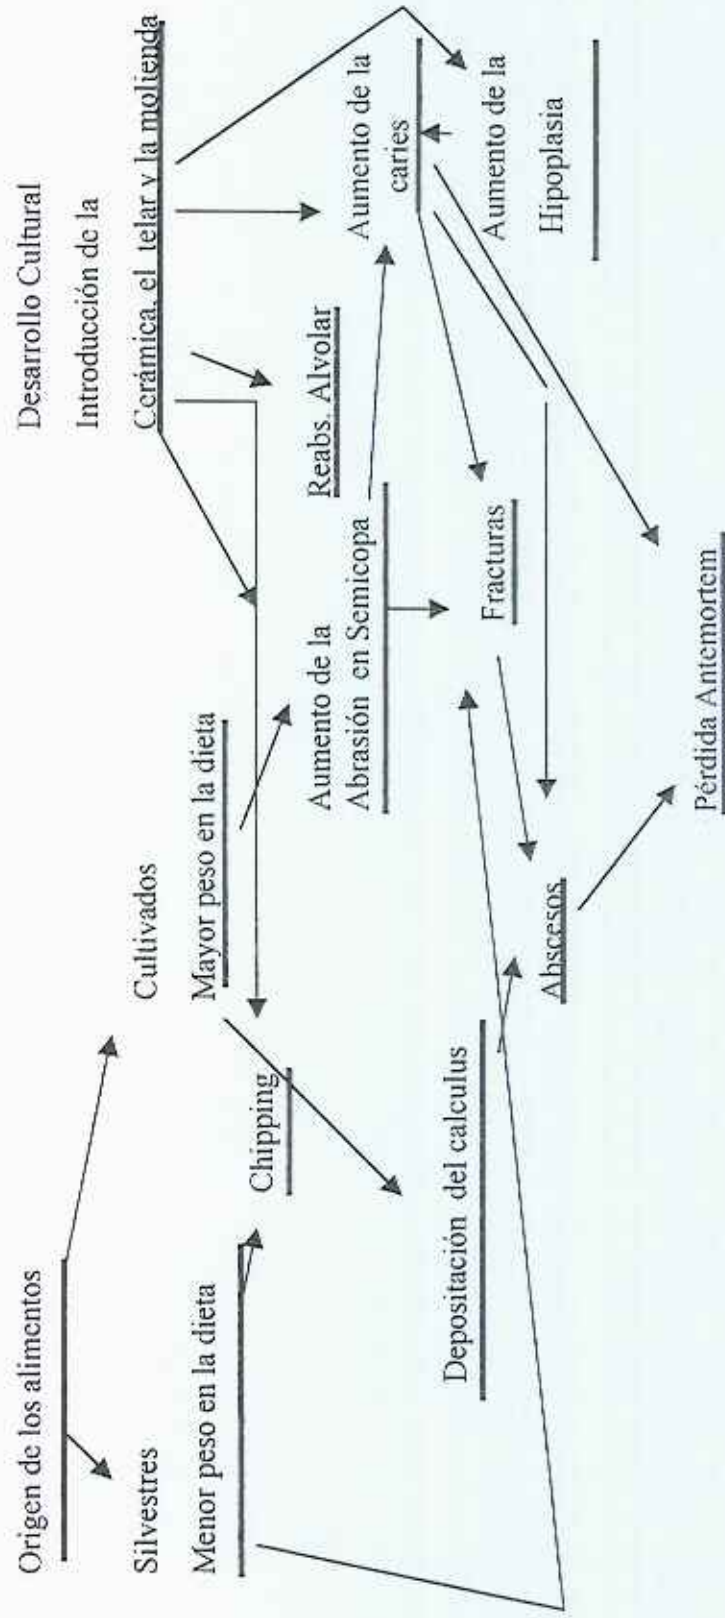 Origen de los alimentos
Silvestres
Menor peso en la dieta
Cultivados
Mayor peso en la dieta
Desarrollo Cultural
Introducción de la
Cerámica, el telar y la molienda
Chipping
Reabs. Alvolar
Aumento de la
Abrasión en Semicopa
Aumento de la
caries
Depositación del calculus
Fracturas
Aumento de la
Hipoplasia
Abscesos
Pérdida Antemortem